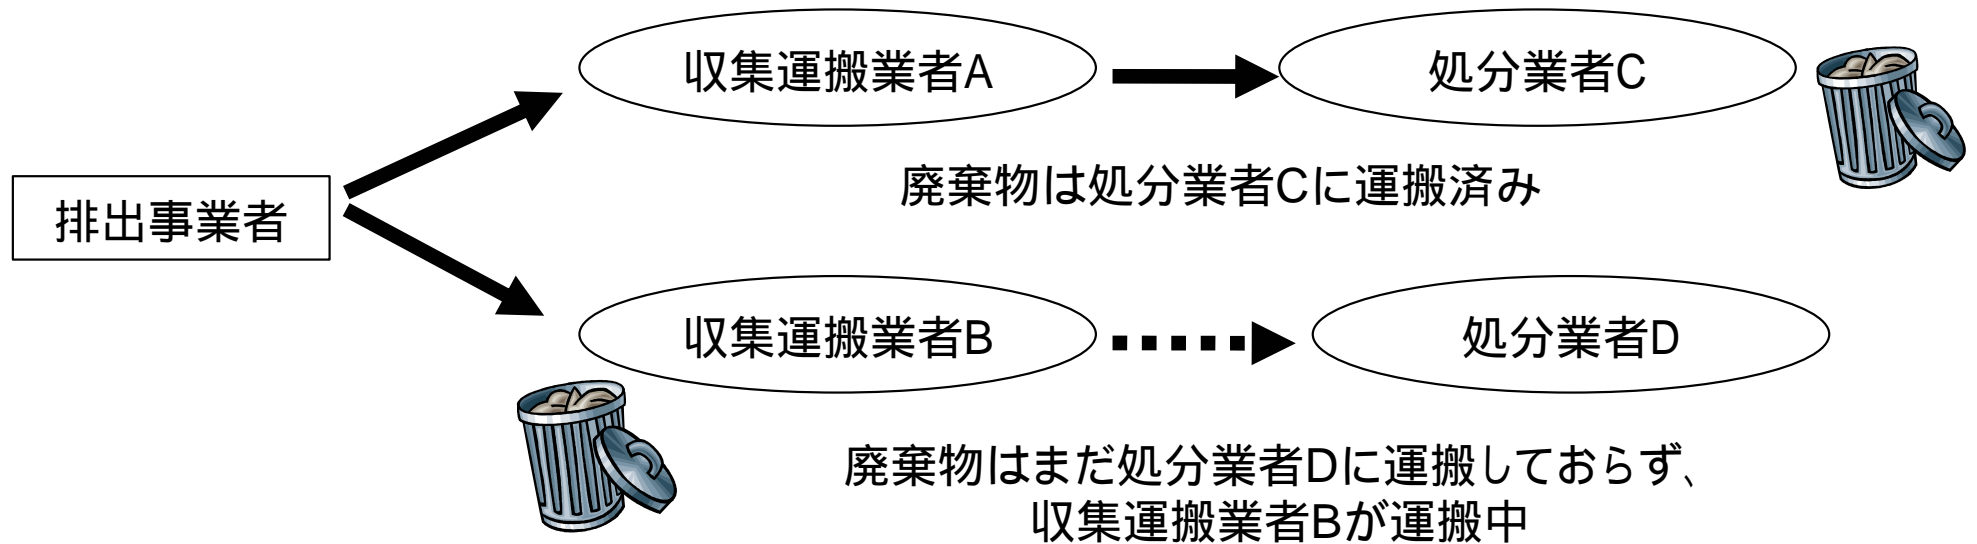 収集運搬業者A
処分業者C
廃棄物は処分業者Cに運搬済み
排出事業者
収集運搬業者B
処分業者D
廃棄物はまだ処分業者Dに運搬しておらず、
収集運搬業者Bが運搬中